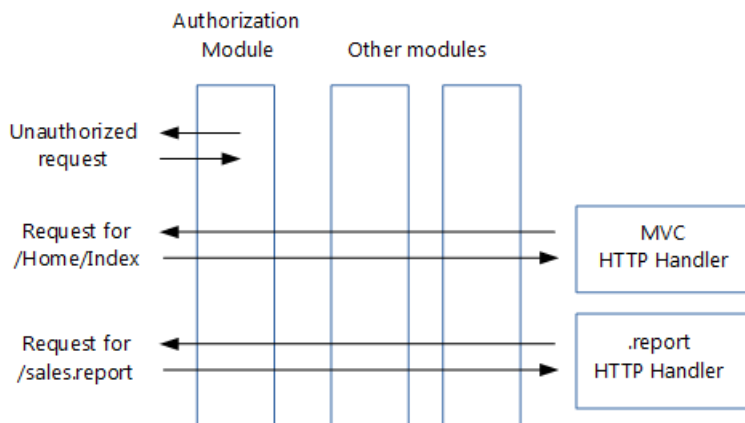 Authorization
Module
Other modules
Unauthorized
request
Request for
/Home/Index
MVC
HTTP Handler
Request for
/sales.report
.report
HTTP Handler